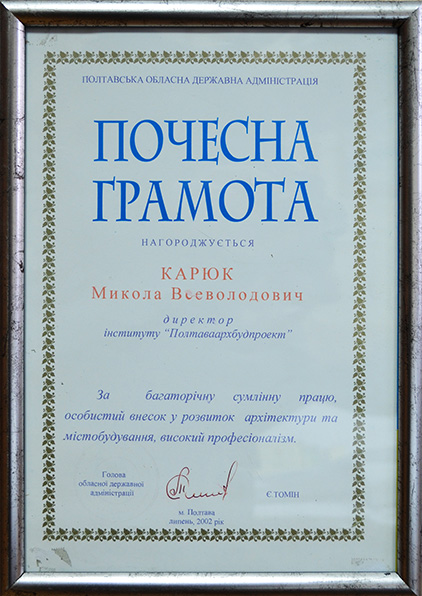 ПОЛТАВСЬКА ОБЛАСНА ДЕРЖАВНА АДМІНІСТРАЦІЯ
ПОЧЕСНА
ГРАМОТА
НАГОРОДЖУЄТЬСЯ
КАРЮК
Микола Всеволодович
директор
інституту "Полтаваархбудпроект"
За багаторічну сумлінну працю,
особистий внесок у розвиток архітектури та
містобудування, високий професіоналізм.
Голова
обласної державної
адміністрації
Є ТОМІН
м. Полтава
липень, 2002 рік